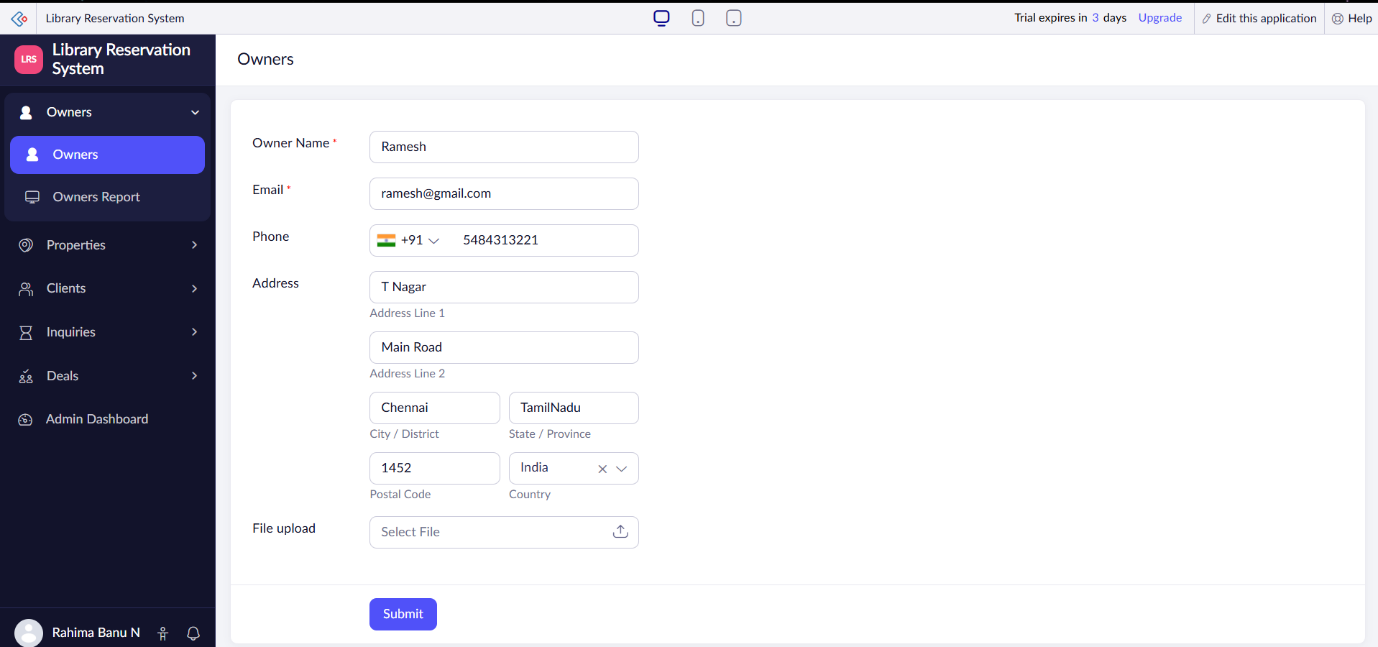 Library Reservation System
Trial expires in 3 days Upgrade
Edit this application
Help
LRS
Library Reservation
System
Owners
Owners
Owners Report
Properties
Clients
Inquiries
Deals
Admin Dashboard
Rahima Banu N
Owners
Owner Name *
Ramesh
Email *
ramesh@gmail.com
Phone
+91 5484313221
Address
T Nagar
Address Line 1
Main Road
Address Line 2
Chennai
TamilNadu
City / District
State / Province
1452
India
Postal Code
Country
File upload
Select File
Submit